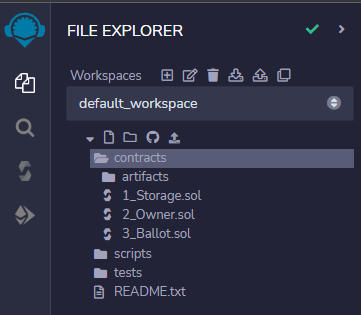 FILE EXPLORER
Workspaces
default_workspace
contracts
artifacts
1_Storage.sol
2_Owner.sol
3_Ballot.sol
scripts
tests
README.txt